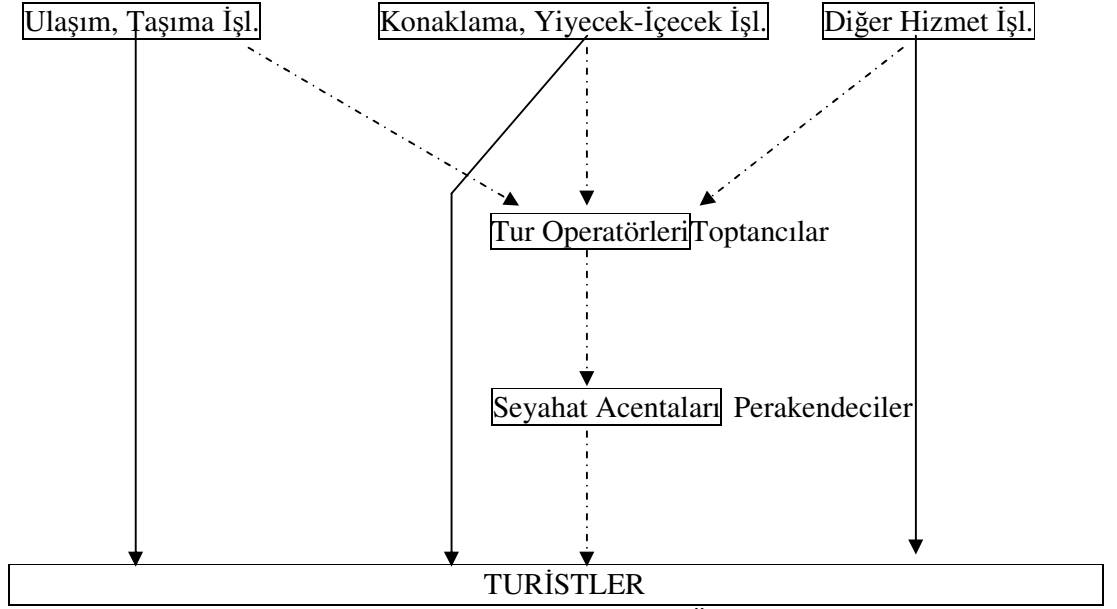 Ulaşım, Taşıma İşl. Konaklama, Yiyecek-İçecek İşl. Diğer Hizmet İşl.
Tur Operatörleri Toptancılar
Seyahat Acentaları Perakendeciler
TURİSTLER